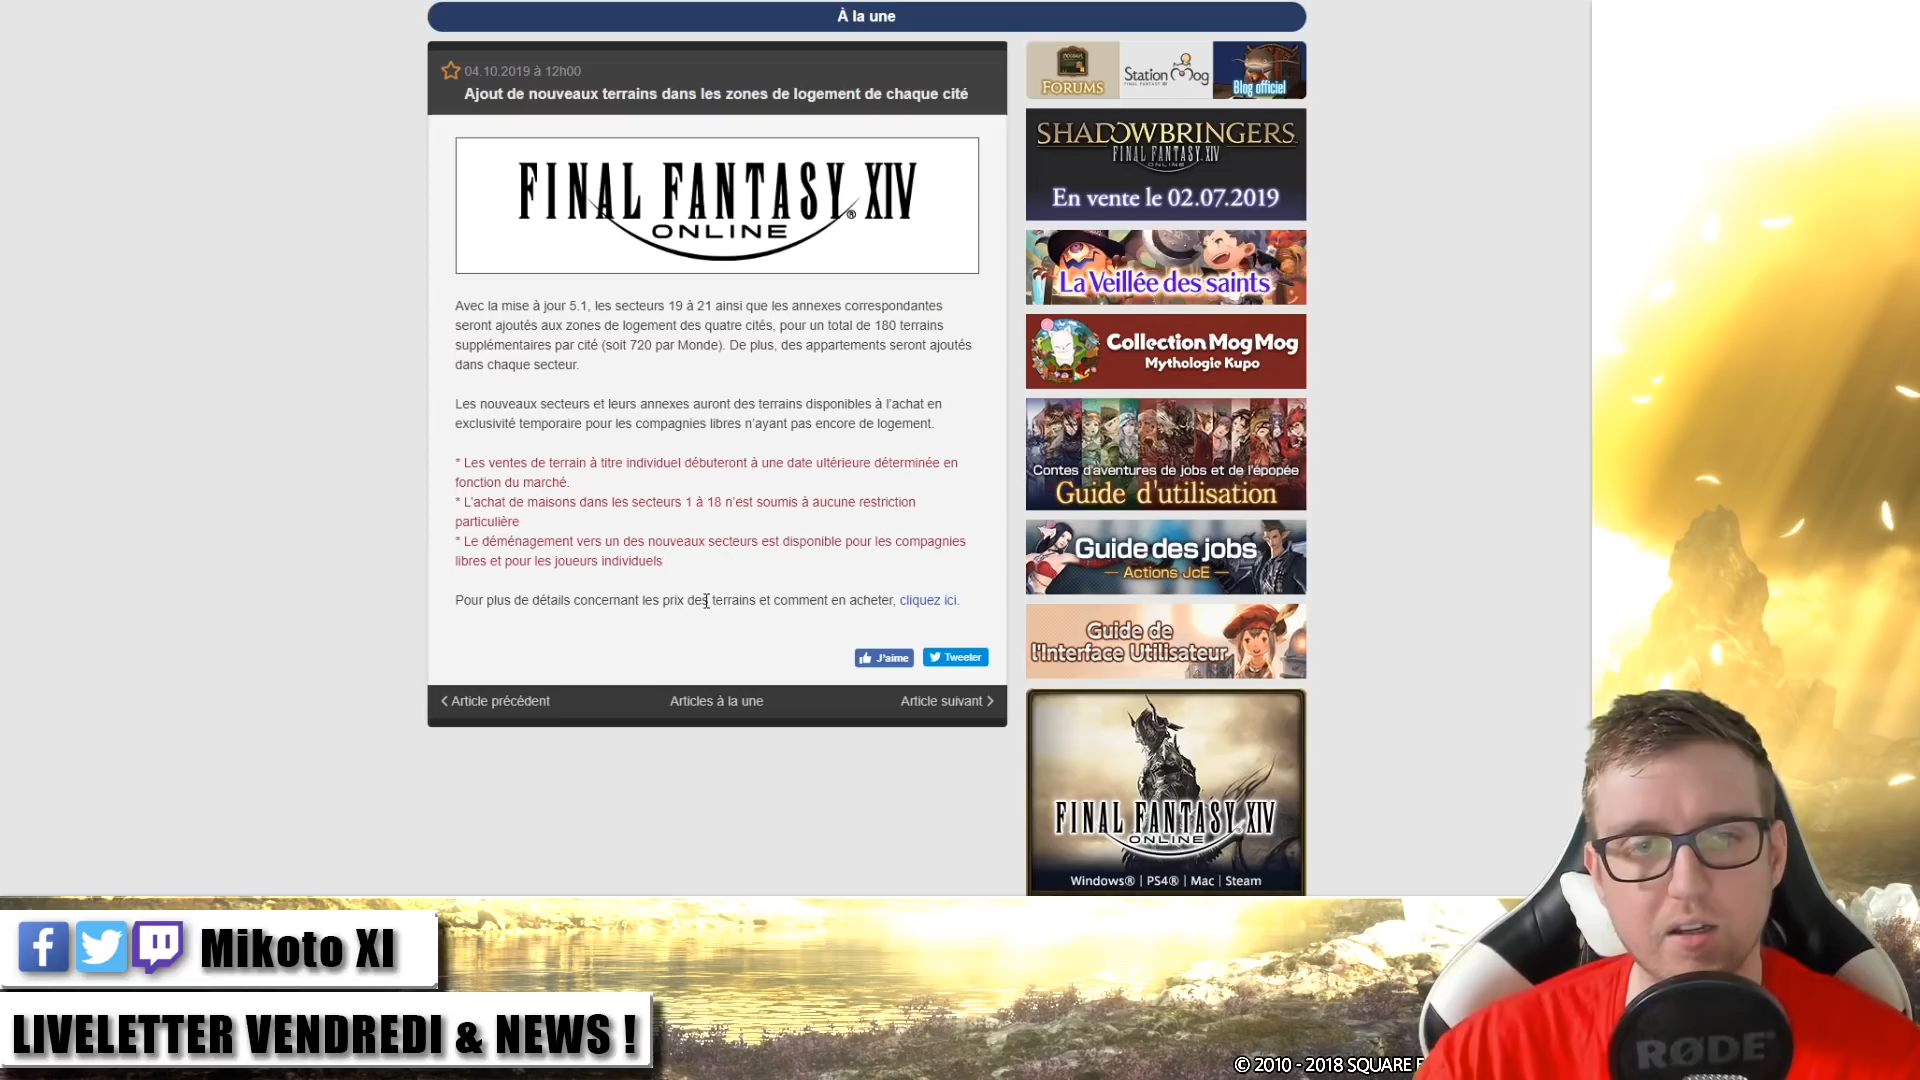 À la une
04.10.2019 à 12h00
Ajout de nouveaux terrains dans les zones de logement de chaque cité
FINAL FANTASY® XIV
ONLINE
Avec la mise à jour 5.1, les secteurs 19 à 21 ainsi que les annexes correspondantes
seront ajoutés aux zones de logement des quatre cités, pour un total de 180 terrains
supplémentaires par cité (soit 720 par Monde). De plus, des appartements seront ajoutés
dans chaque secteur.
Les nouveaux secteurs et leurs annexes auront des terrains disponibles à l'achat en
exclusivité temporaire pour les compagnies libres n'ayant pas encore de logement.
* Les ventes de terrain à titre individuel débuteront à une date ultérieure déterminée en
fonction du marché.
* L'achat de maisons dans les secteurs 1 à 18 n'est soumis à aucune restriction
particulière
* Le déménagement vers un des nouveaux secteurs est disponible pour les compagnies
libres et pour les joueurs individuels
Pour plus de détails concernant les prix des terrains et comment en acheter, cliquez ici.
J'aime
Tweeter
Article précédent
Articles à la une
Article suivant
FORUMS
Station Mog
Blog officiel
SHADOWBRINGERS
FINAL FANTASY XIV
ONLINE
En vente le 02.07.2019
La Veillée des saints
Collection Mog Mog
Mythologie Kupo
Contes d'aventures de jobs et de l'épopée
Guide d'utilisation
Guide des jobs
— Actions JcE —
Guide de
l'Interface Utilisateur
FINAL FANTASY XIV
ONLINE
Windows® | PS4® | Mac | Steam
Mikoto XI
LIVELETTER VENDREDI & NEWS !
© 2010 - 2018 SQUARE
RØDE